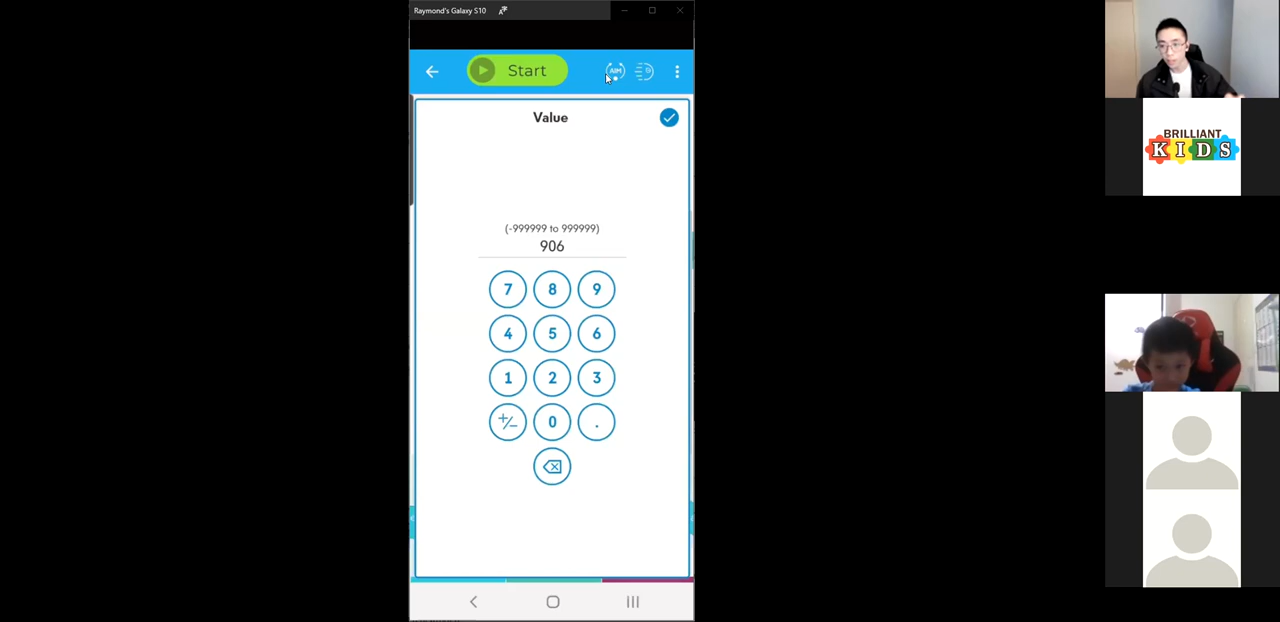 Raymond's Galaxy S10
Start
AIM
Value
(-999999 to 999999)
906
7 8 9
4 5 6
1 2 3
+/- 0 .
BRILLIANT
KIDS